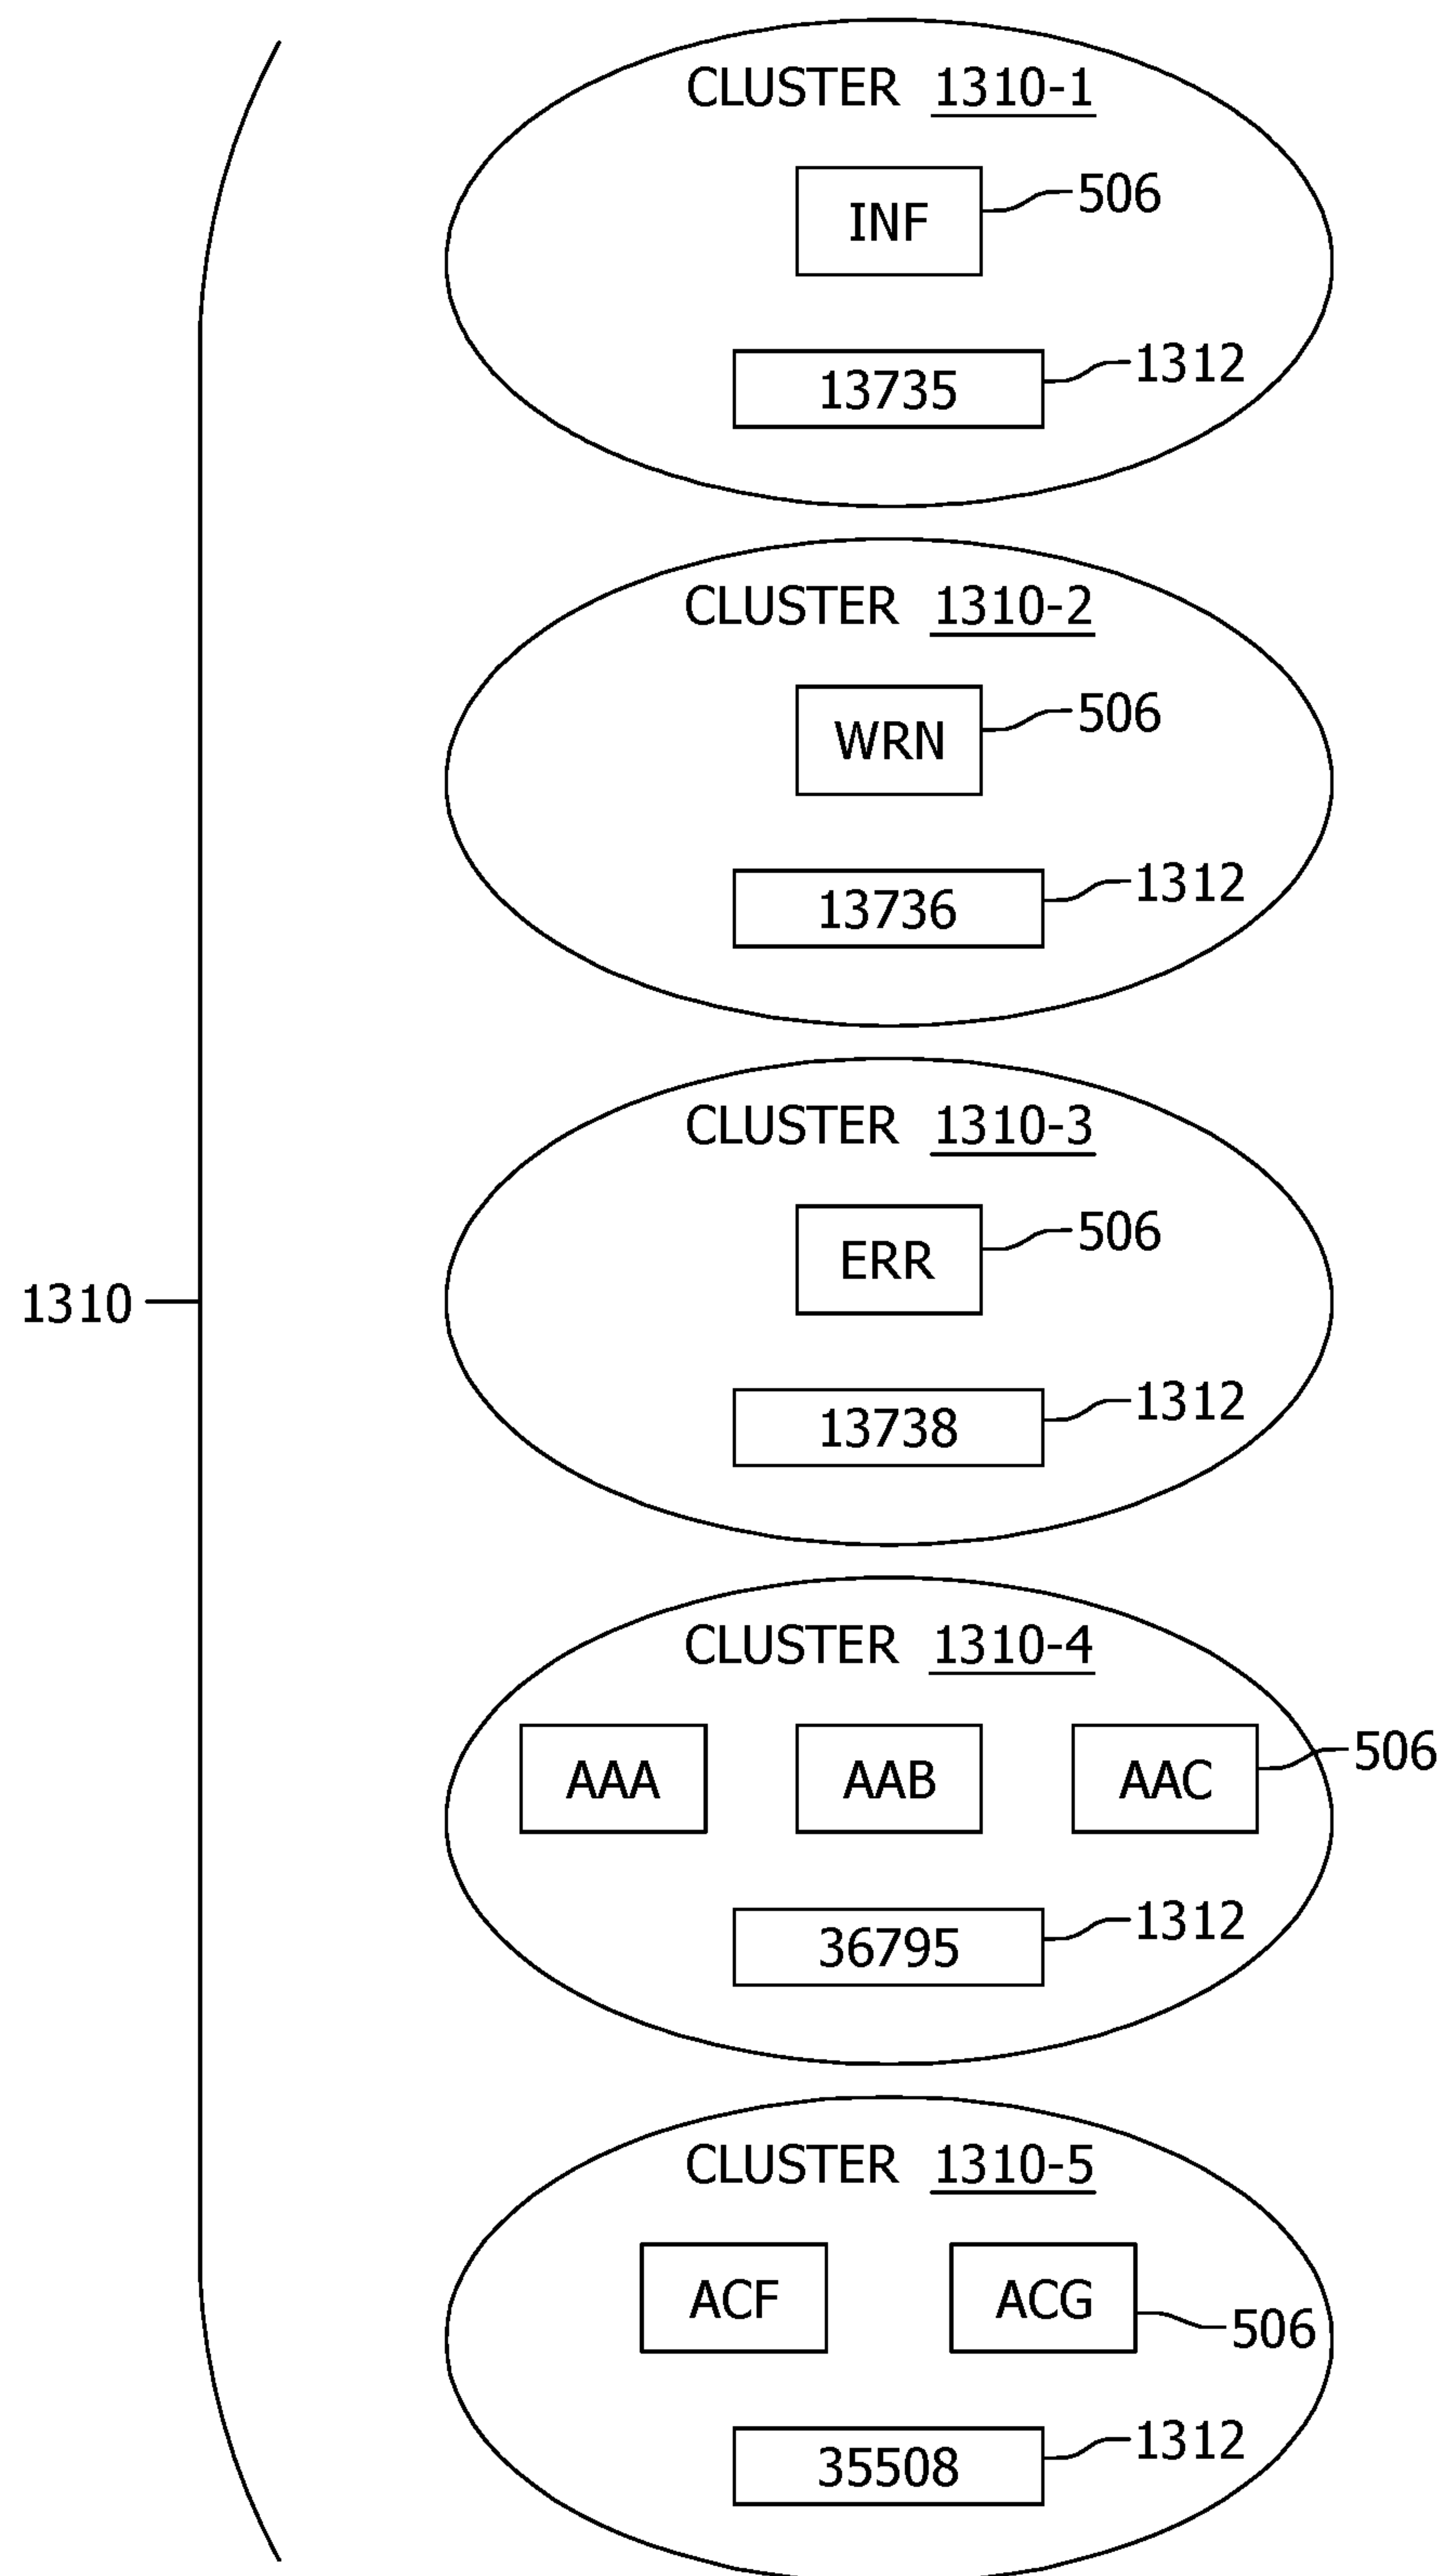 CLUSTER 1310-1
INF 506
13735 1312
CLUSTER 1310-2
WRN 506
13736 1312
CLUSTER 1310-3
ERR 506
1310
13738 1312
CLUSTER 1310-4
AAA AAB AAC 506
36795 1312
CLUSTER 1310-5
ACF ACG 506
35508 1312